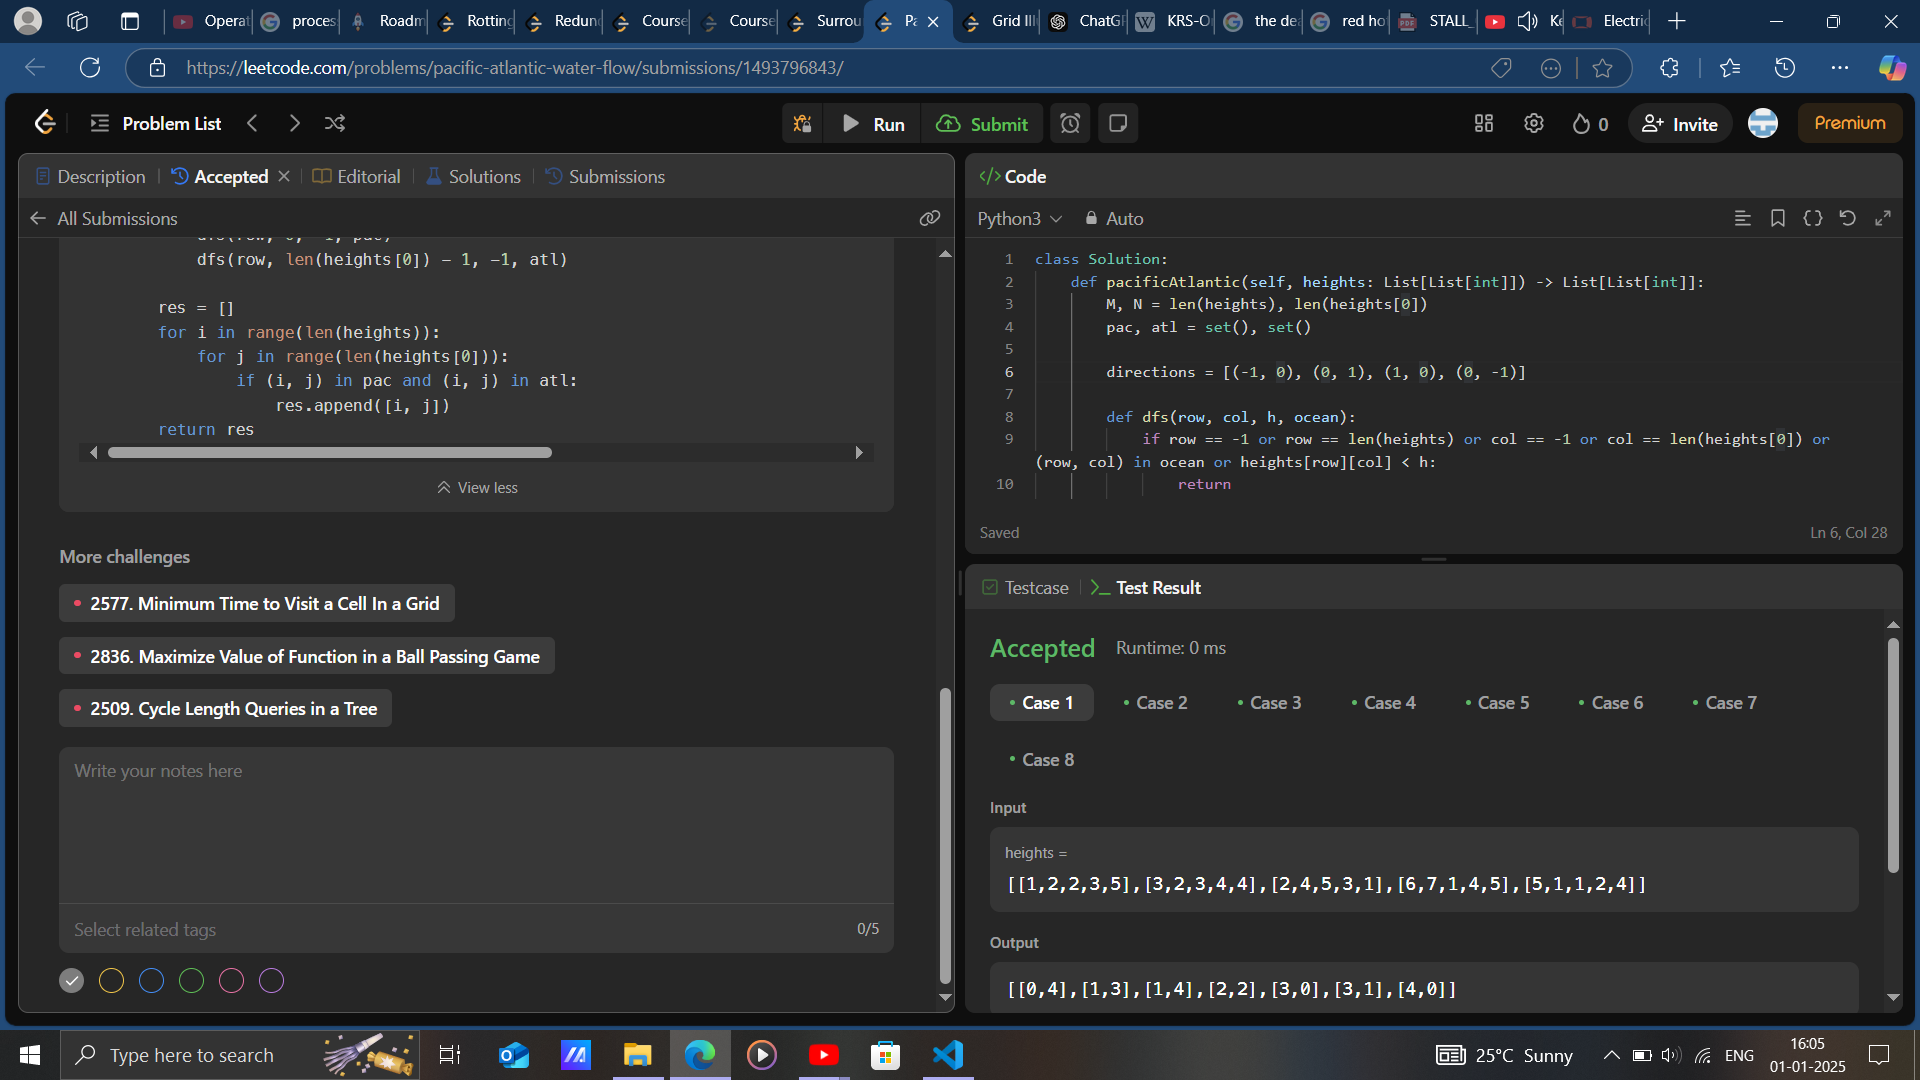 Operat
proces
Roadm
Rotting
Redun
Course
Course
Surrou
Pa
Grid Ill
ChatG
KRS-O
the de
red ho
STALL_
Ke
Electric
https://leetcode.com/problems/pacific-atlantic-water-flow/submissions/1493796843/
Problem List
Run
Submit
0
Invite
Premium
Description
Accepted
Editorial
Solutions
Submissions
All Submissions
dfs(row, 0, -1, pac)
dfs(row, len(heights[0]) - 1, -1, atl)
res = []
for i in range(len(heights)):
for j in range(len(heights[0])):
if (i, j) in pac and (i, j) in atl:
res.append([i, j])
return res
View less
More challenges
2577. Minimum Time to Visit a Cell In a Grid
2836. Maximize Value of Function in a Ball Passing Game
2509. Cycle Length Queries in a Tree
Write your notes here
Select related tags
0/5
Code
Python3
Auto
1 class Solution:
2 def pacificAtlantic(self, heights: List[List[int]]) -> List[List[int]]:
3 M, N = len(heights), len(heights[0])
4 pac, atl = set(), set()
5
6 directions = [(-1, 0), (0, 1), (1, 0), (0, -1)]
7
8 def dfs(row, col, h, ocean):
9 if row == -1 or row == len(heights) or col == -1 or col == len(heights[0]) or
(row, col) in ocean or heights[row][col] < h:
10 return
Saved
Ln 6, Col 28
Testcase
Test Result
Accepted
Runtime: 0 ms
Case 1
Case 2
Case 3
Case 4
Case 5
Case 6
Case 7
Case 8
Input
heights =
[[1,2,2,3,5],[3,2,3,4,4],[2,4,5,3,1],[6,7,1,4,5],[5,1,1,2,4]]
Output
[[0,4],[1,3],[1,4],[2,2],[3,0],[3,1],[4,0]]
Type here to search
25°C Sunny
ENG
16:05
01-01-2025